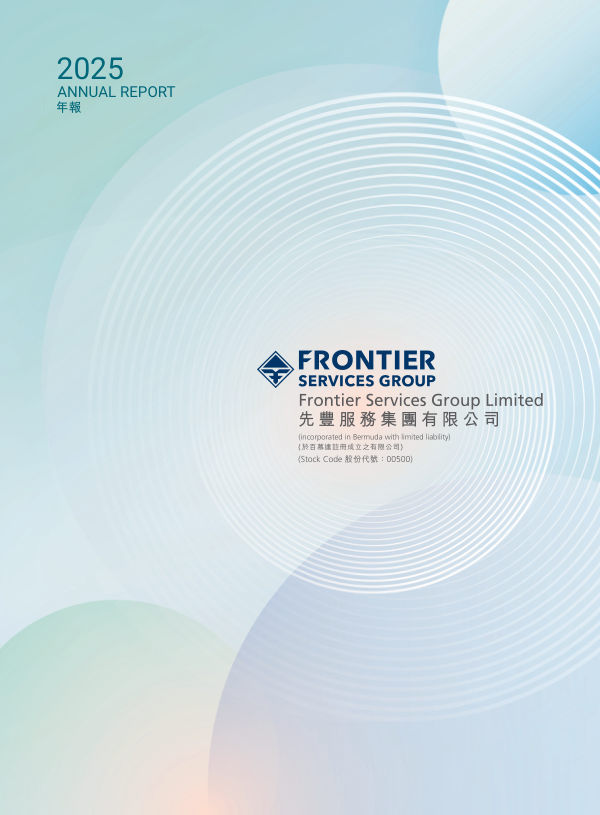 2025
ANNUAL REPORT
年報
FRONTIER
SERVICES GROUP
Frontier Services Group Limited
先豐服務集團有限公司
(incorporated in Bermuda with limited liability)
(於百慕達註冊成立之有限公司)
(Stock Code 股份代號：00500)